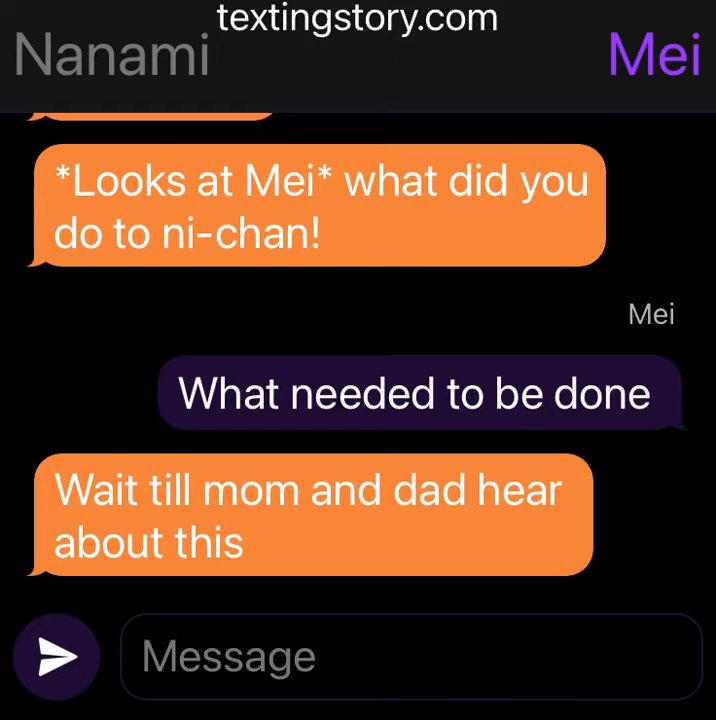 textingstory.com
Nanami
Mei
*Looks at Mei* what did you
do to ni-chan!
Mei
What needed to be done
Wait till mom and dad hear
about this
Message